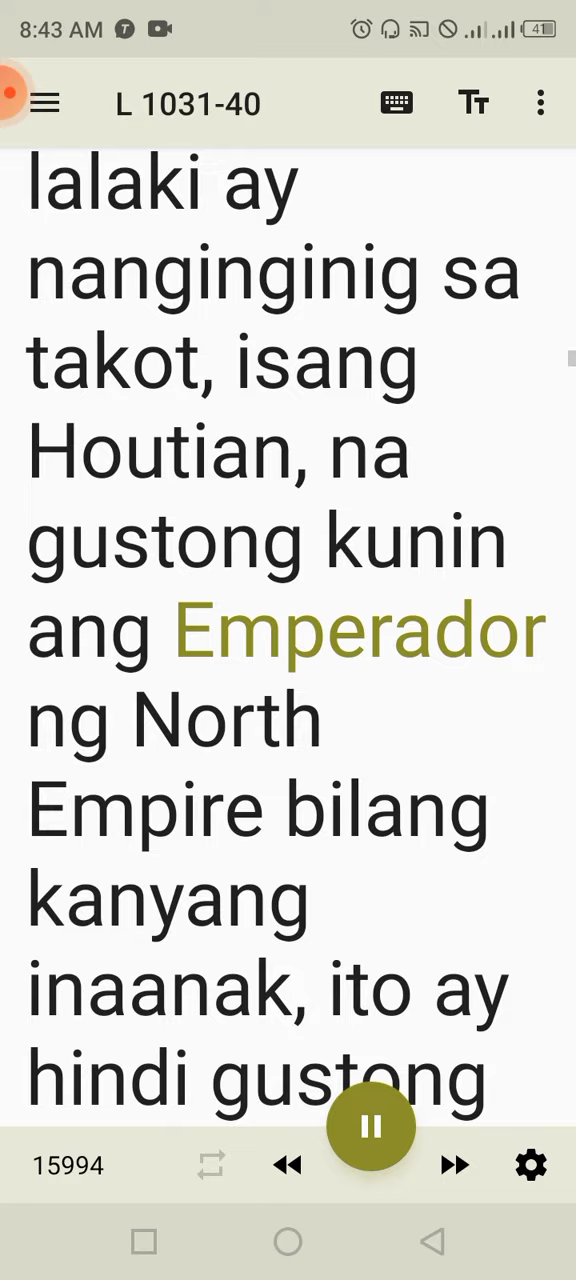 8:43 AM
41
L 1031-40
lalaki ay
nanginginig sa
takot, isang
Houtian, na
gustong kunin
ang Emperador
ng North
Empire bilang
kanyang
inaanak, ito ay
hindi gustong
15994